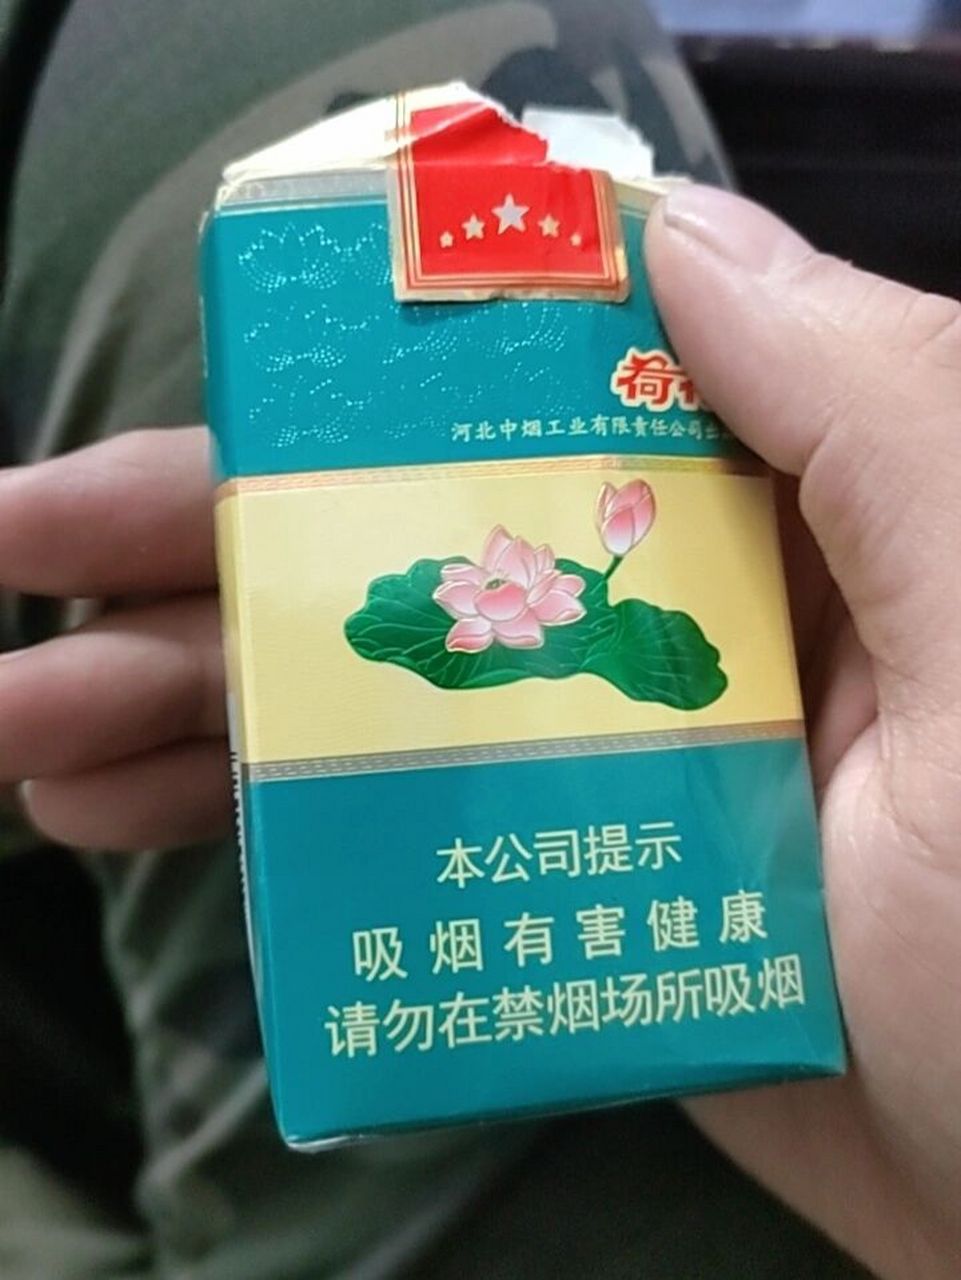 荷
河北中烟工业有限责任公司
本公司提示
吸烟有害健康
请勿在禁烟场所吸烟